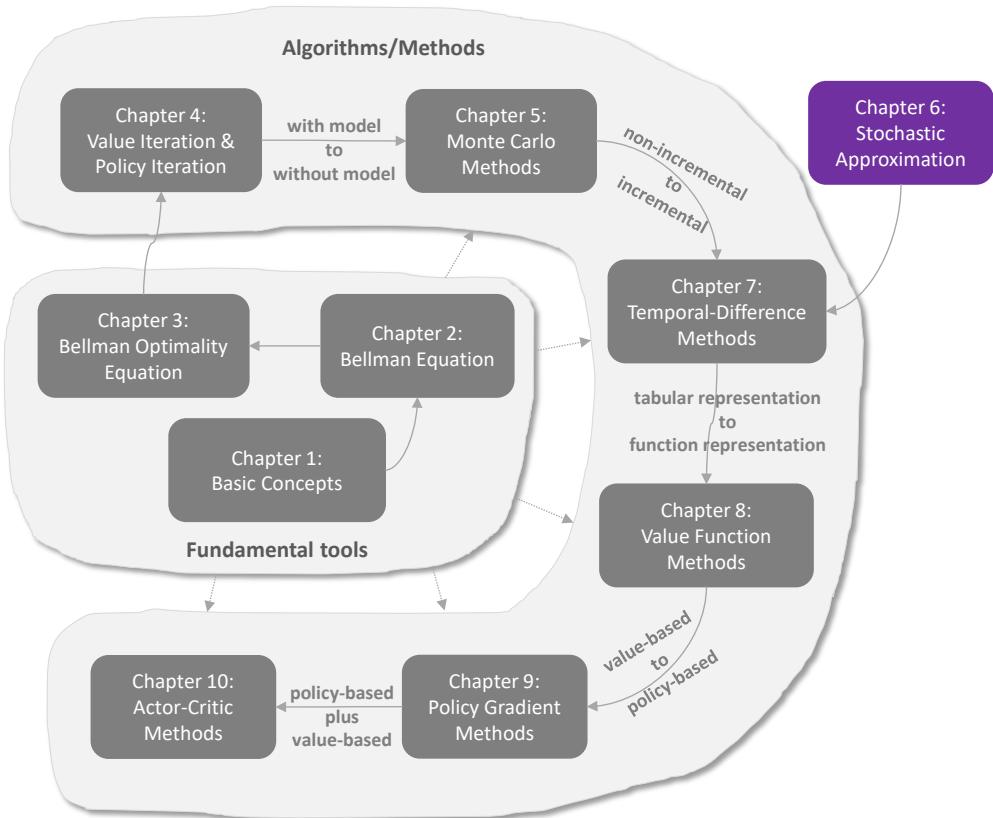 Algorithms/Methods
Chapter 4:
Value Iteration &
Policy Iteration
with model
to
without model
Chapter 5:
Monte Carlo
Methods
non-incremental
to
incremental
Chapter 6:
Stochastic
Approximation
Chapter 3:
Bellman Optimality
Equation
Chapter 2:
Bellman Equation
Chapter 1:
Basic Concepts
Fundamental tools
Chapter 7:
Temporal-Difference
Methods
tabular representation
to
function representation
Chapter 8:
Value Function
Methods
value-based
to
policy-based
Chapter 9:
Policy Gradient
Methods
policy-based
plus
value-based
Chapter 10:
Actor-Critic
Methods